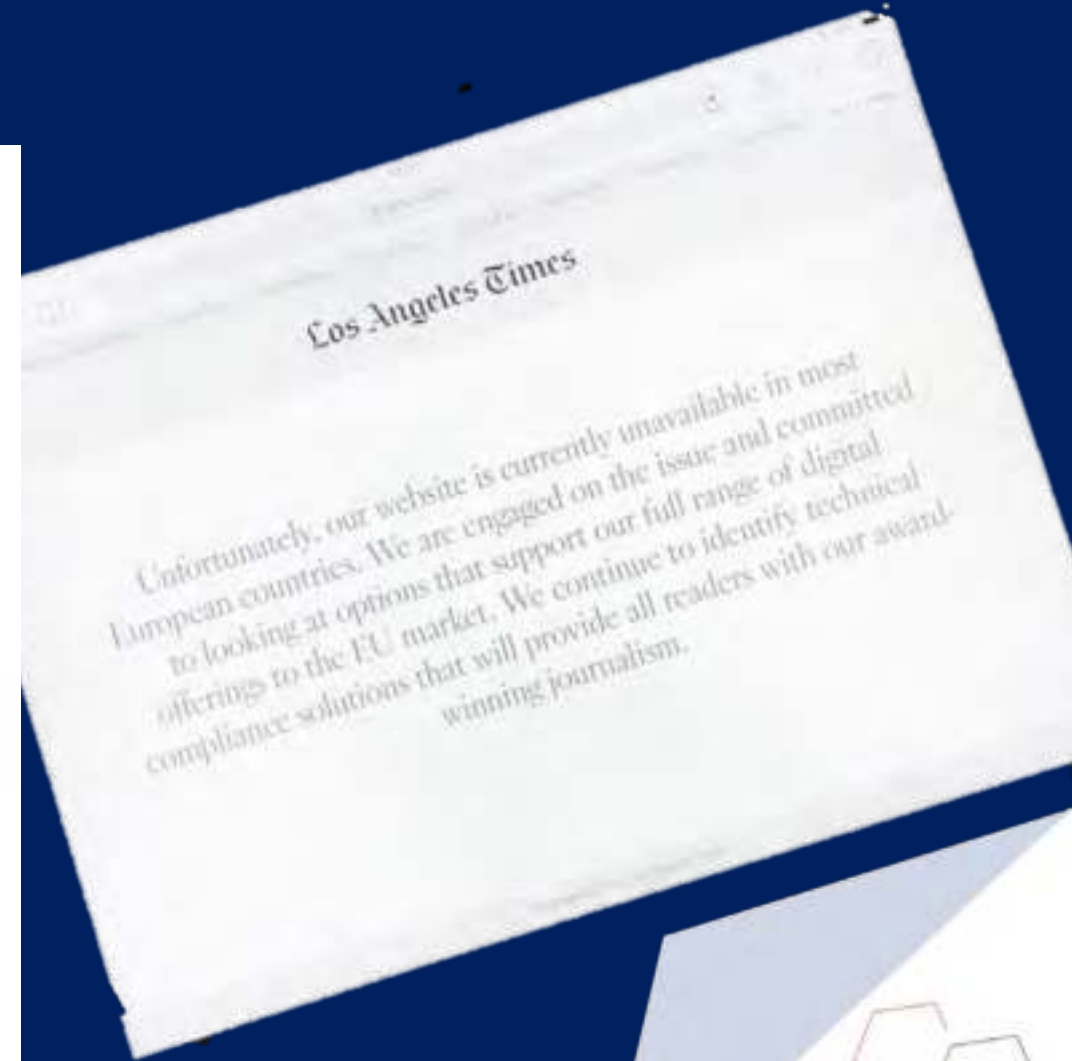 Los Angeles Times
Unfortunately, our website is currently unavailable in most
European countries. We are engaged on the issue and committed
to looking at options that support our full range of digital
offerings to the EU market. We continue to identify technical
compliance solutions that will provide all readers with our award-
winning journalism.